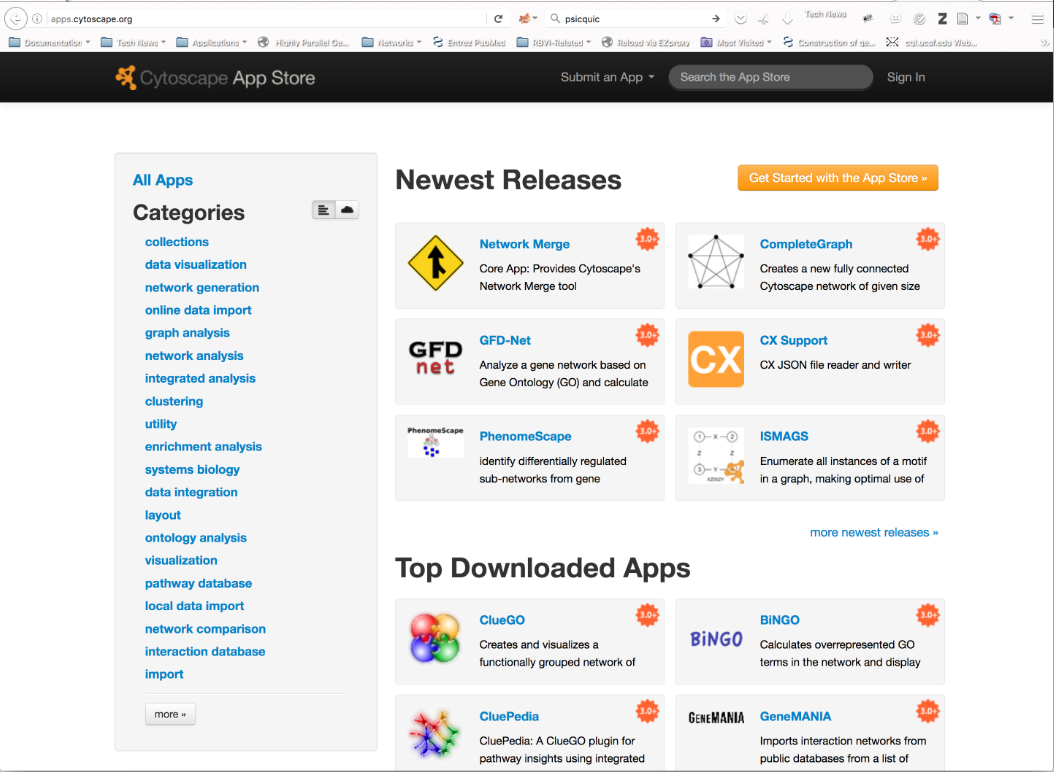 apps.cytoscape.org
psicquic
Tech News
Z
Documentation
Tech News
Applications
Highly Parallel Ge...
Networks
Entrez PubMed
RBVI-Related
Reload via EZproxy
Most Visited
Construction of ge...
cgl.ucsf.edu Web...
Cytoscape App Store
Submit an App
Search the App Store
Sign In
All Apps
Categories
collections
data visualization
network generation
online data import
graph analysis
network analysis
integrated analysis
clustering
utility
enrichment analysis
systems biology
data integration
layout
ontology analysis
visualization
pathway database
local data import
network comparison
interaction database
import
more »
Newest Releases
Get Started with the App Store »
Network Merge
3.0+
Core App: Provides Cytoscape's
Network Merge tool
CompleteGraph
3.0+
Creates a new fully connected
Cytoscape network of given size
GFD
net
GFD-Net
3.0+
Analyze a gene network based on
Gene Ontology (GO) and calculate
CX
CX Support
3.0+
CX JSON file reader and writer
PhenomeScape
PhenomeScape
3.0+
identify differentially regulated
sub-networks from gene
1 X 2
Z Z
3 Y
XZXZZY
ISMAGS
3.0+
Enumerate all instances of a motif
in a graph, making optimal use of
more newest releases »
Top Downloaded Apps
ClueGO
3.0+
Creates and visualizes a
functionally grouped network of
BiNGO
BiNGO
3.0+
Calculates overrepresented GO
terms in the network and display
CluePedia
3.0+
CluePedia: A ClueGO plugin for
pathway insights using integrated
GENEMANIA
GeneMANIA
3.0+
Imports interaction networks from
public databases from a list of